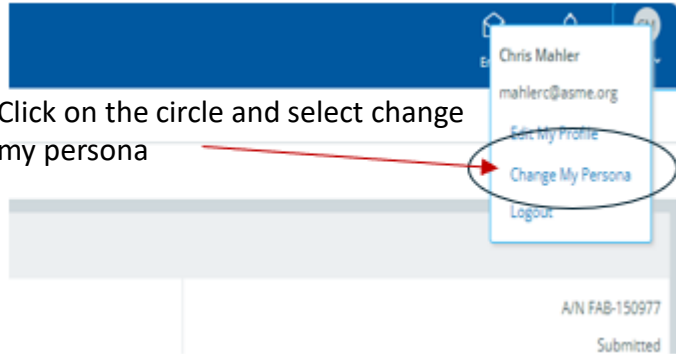 CM
Chris Mahler
mahlerc@asme.org
Click on the circle and select change
my persona
Edit My Profile
Change My Persona
Logout
A/N FAB-150977
Submitted